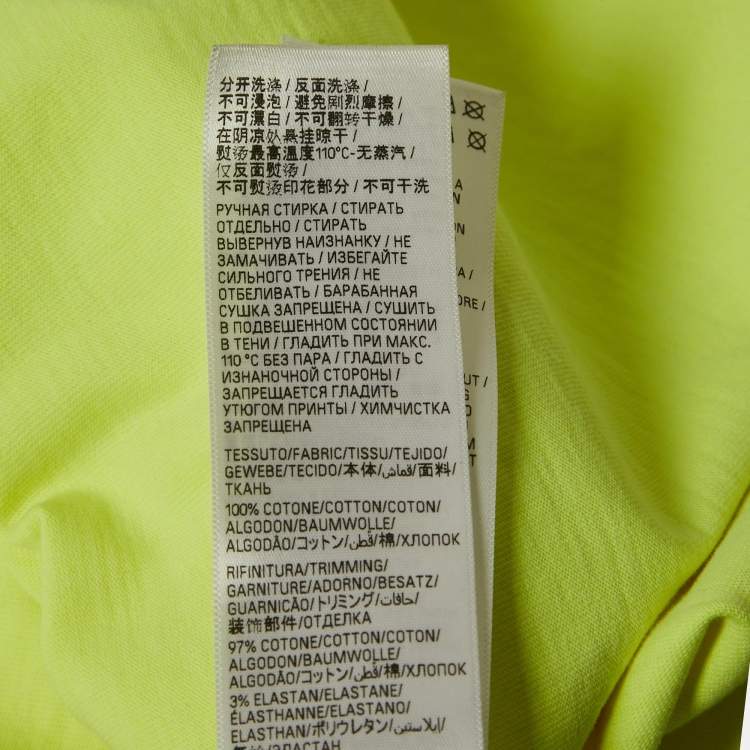 分开洗涤 / 反面洗涤 /
不可浸泡 / 避免剧烈摩擦 /
不可漂白 / 不可翻转干燥 /
在阴凉处悬挂晾干 /
熨烫最高温度110°C-无蒸汽 /
仅反面熨烫 /
不可熨烫印花部分 / 不可干洗
РУЧНАЯ СТИРКА / СТИРАТЬ
ОТДЕЛЬНО / СТИРАТЬ
ВЫВЕРНУВ НАИЗНАНКУ / НЕ
ЗАМАЧИВАТЬ / ИЗБЕГАЙТЕ
СИЛЬНОГО ТРЕНИЯ / НЕ
ОТБЕЛИВАТЬ / БАРАБАННАЯ
СУШКА ЗАПРЕЩЕНА / СУШИТЬ
В ПОДВЕШЕННОМ СОСТОЯНИИ
В ТЕНИ / ГЛАДИТЬ ПРИ МАКС.
110 °C БЕЗ ПАРА / ГЛАДИТЬ С
ИЗНАНОЧНОЙ СТОРОНЫ /
ЗАПРЕЩАЕТСЯ ГЛАДИТЬ
УТЮГОМ ПРИНТЫ / ХИМЧИСТКА
ЗАПРЕЩЕНА
TESSUTO/FABRIC/TISSU/TEJIDO/
GEWEBE/TECIDO/本体/قماش/面料/
ТКАНЬ
100% COTONE/COTTON/COTON/
ALGODON/BAUMWOLLE/
ALGODÃO/コットン/قُطن/棉/ХЛОПОК
RIFINITURA/TRIMMING/
GARNITURE/ADORNO/BESATZ/
GUARNICÃO/トリミング/حافات/
装饰部件/ОТДЕЛКА
97% COTONE/COTTON/COTON/
ALGODON/BAUMWOLLE/
ALGODÃO/コットン/قُطن/棉/ХЛОПОК
3% ELASTAN/ELASTANE/
ÉLASTHANNE/ELASTANO/
ELASTHAN/ポリウレタン/إيلاستين/